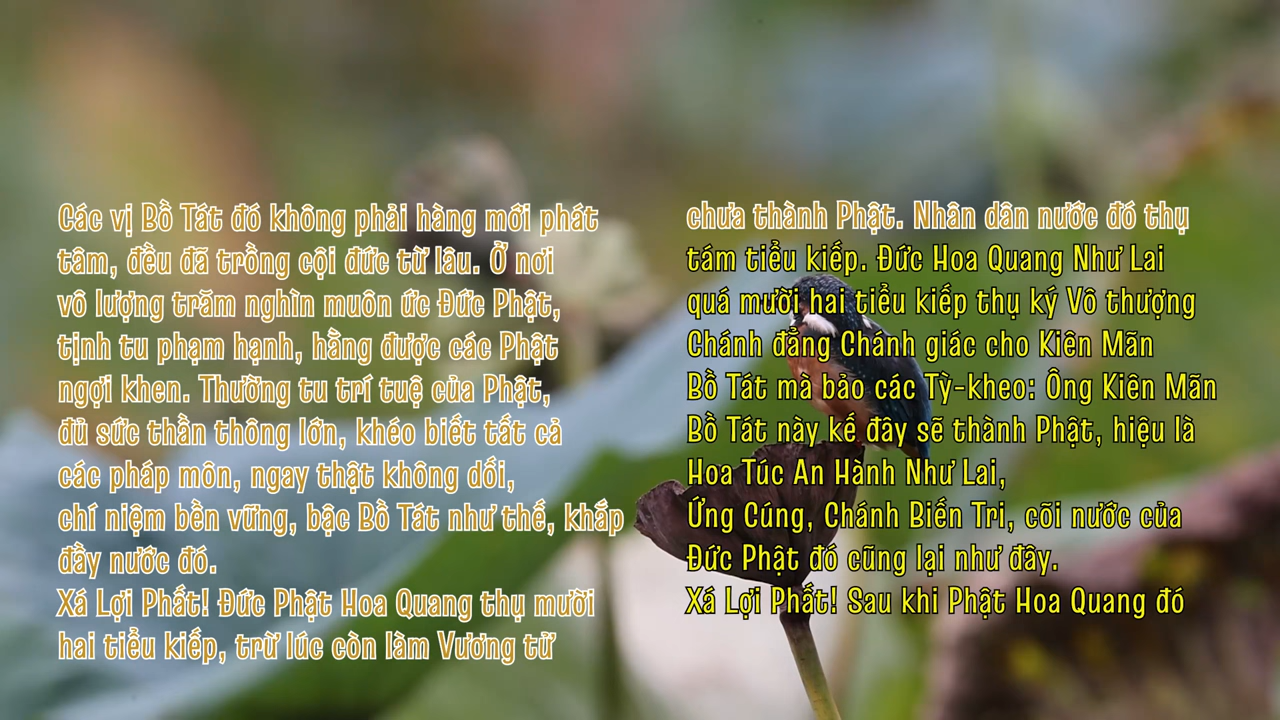 Các vị Bồ Tát đó không phải hàng mới phát
tâm, đều đã trồng cội đức từ lâu. Ở nơi
vô lượng trăm nghìn muôn ức Đức Phật,
tịnh tu phạm hạnh, hằng được các Phật
ngợi khen. Thường tu trí tuệ của Phật,
đủ sức thần thông lớn, khéo biết tất cả
các pháp môn, ngay thật không dối,
chí niệm bền vững, bậc Bồ Tát như thế, khắp
đầy nước đó.
Xá Lợi Phất! Đức Phật Hoa Quang thụ mười
hai tiểu kiếp, trừ lúc còn làm Vương tử
chưa thành Phật. Nhân dân nước đó thụ
tám tiểu kiếp. Đức Hoa Quang Như Lai
quá mười hai tiểu kiếp thụ ký Vô thượng
Chánh đẳng Chánh giác cho Kiên Mãn
Bồ Tát mà bảo các Tỳ-kheo: Ông Kiên Mãn
Bồ Tát này kế đây sẽ thành Phật, hiệu là
Hoa Túc An Hành Như Lai,
Ứng Cúng, Chánh Biến Tri, cõi nước của
Đức Phật đó cũng lại như đây.
Xá Lợi Phất! Sau khi Phật Hoa Quang đó